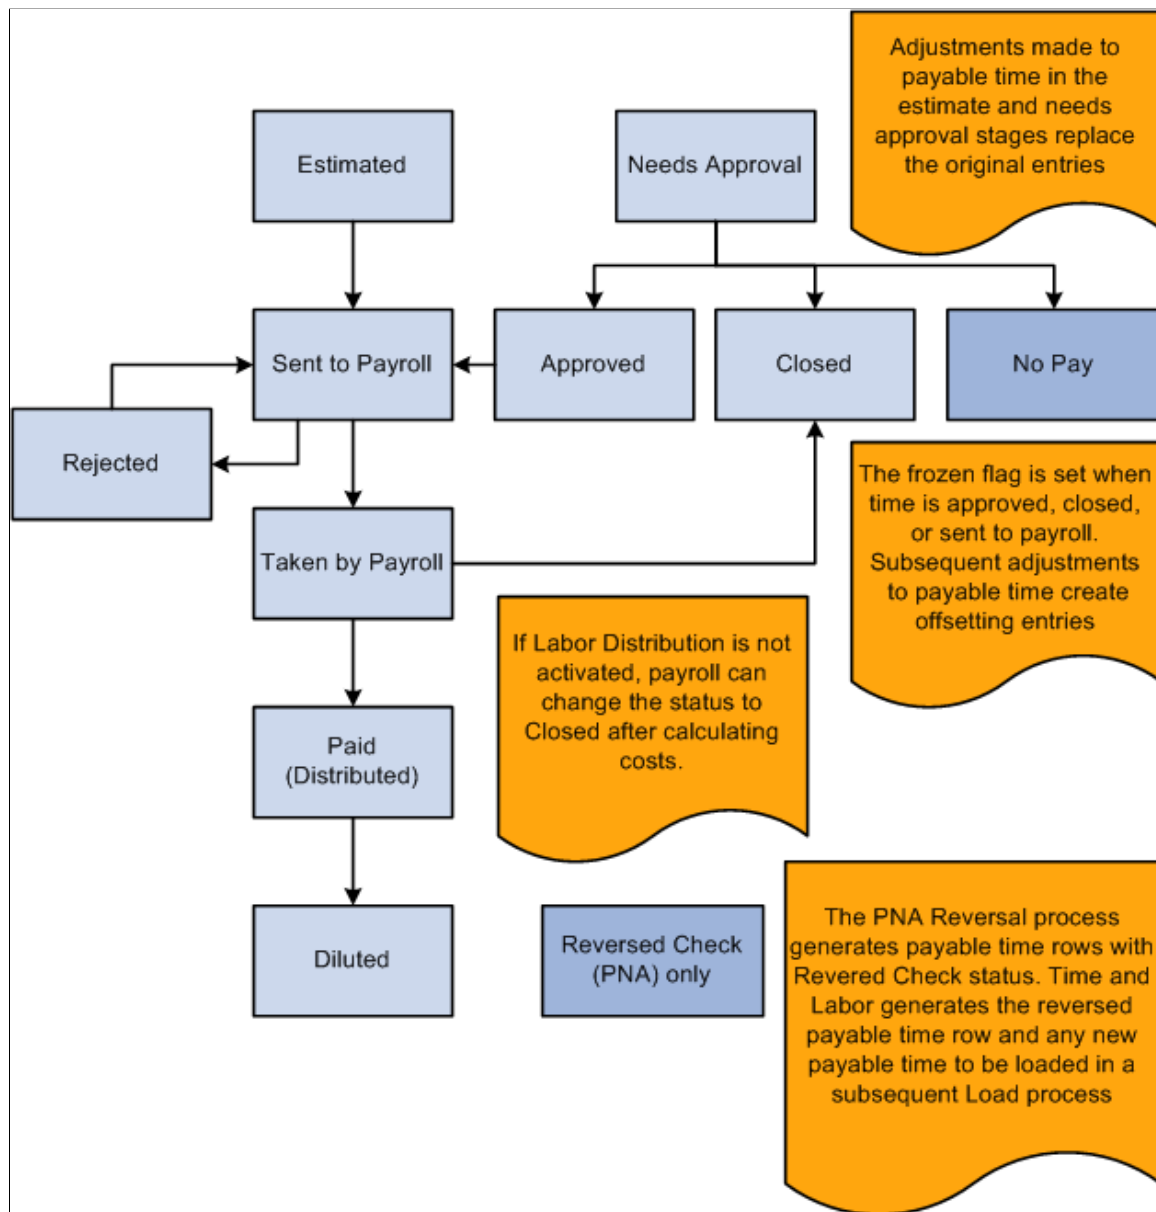 Adjustments made to
payable time in the
estimate and needs
approval stages replace
the original entries
Estimated
Needs Approval
Sent to Payroll
Approved
Closed
No Pay
Rejected
The frozen flag is set when
time is approved, closed,
or sent to payroll.
Subsequent adjustments
to payable time create
offsetting entries
Taken by Payroll
If Labor Distribution is not
activated, payroll can
change the status to
Closed after calculating
costs.
Paid
(Distributed)
Diluted
Reversed Check
(PNA) only
The PNA Reversal process
generates payable time rows with
Revered Check status. Time and
Labor generates the reversed
payable time row and any new
payable time to be loaded in a
subsequent Load process